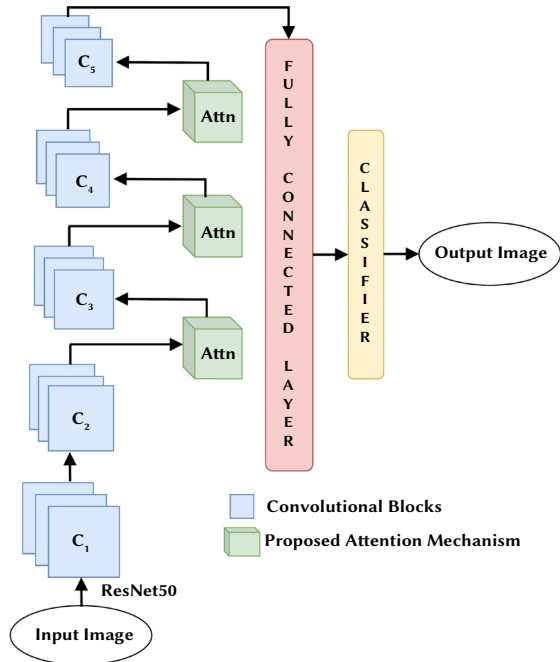 C5
Attn
C4
Attn
C3
Attn
C2
C1
FULLY CONNECTED LAYER
CLASSIFIER
Output Image
Convolutional Blocks
Proposed Attention Mechanism
ResNet50
Input Image